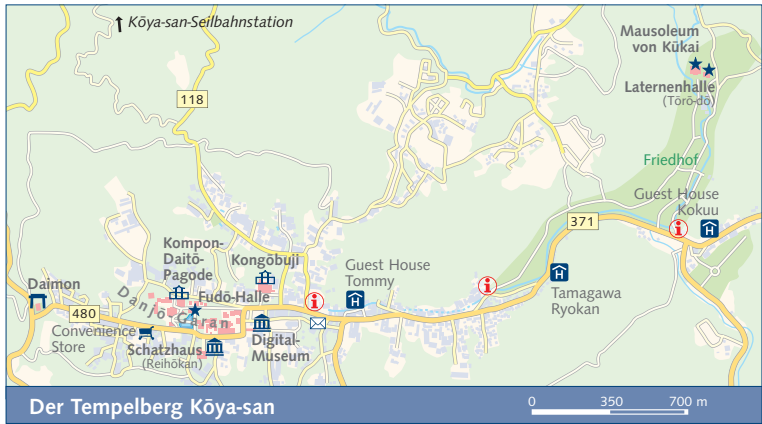 Kōya-san-Seilbahnstation
Mausoleum
von Kūkai
Laternenhalle
(Tōrō-dō)
118
Friedhof
Guest House
Kokuu
371
Kompon-
Daitō-
Pagode
Kongōbuji
Guest House
Tommy
Daimon
Danjō-Garan
Fudō-Halle
Tamagawa
Ryokan
480
Convenience
Store
Schatzhaus
(Reihōkan)
Digital-
Museum
Der Tempelberg Kōya-san
0 350 700 m